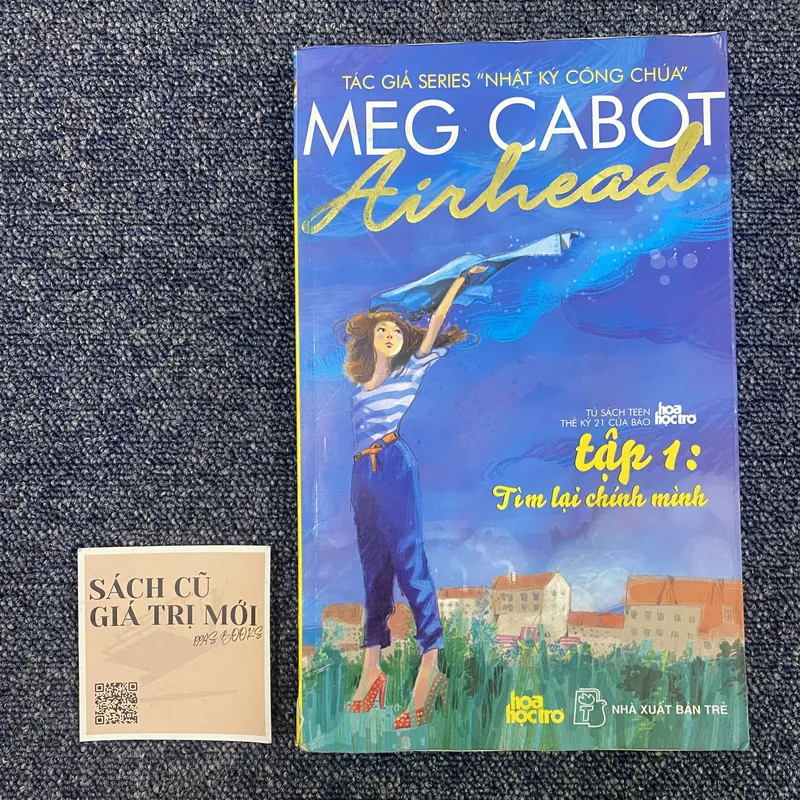 TÁC GIẢ SERIES "NHẬT KÝ CÔNG CHÚA"
MEG CABOT
Airhead
TỦ SÁCH TEEN
THẾ KỶ 21 CỦA BÁO
hoa
học trò
tập 1:
Tìm lại chính mình
SÁCH CŨ
GIÁ TRỊ MỚI
hoa
học trò
NHÀ XUẤT BẢN TRẺ